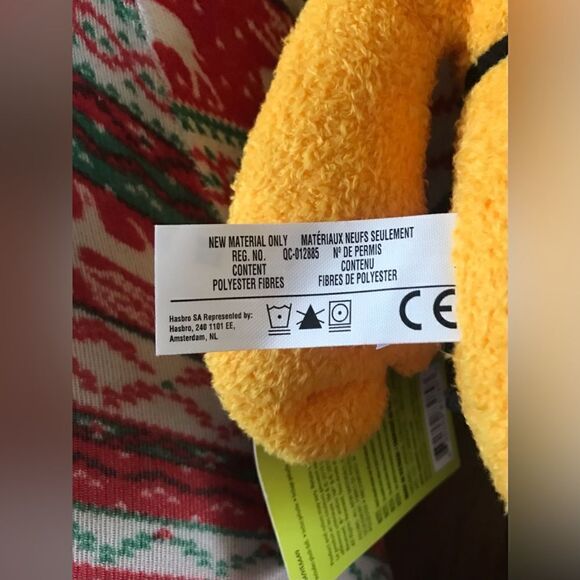 NEW MATERIAL ONLY MATÉRIAUX NEUFS SEULEMENT
REG. NO. QC-012885 Nº DE PERMIS
CONTENT CONTENU
POLYESTER FIBRES FIBRES DE POLYESTER
Hasbro SA Represented by:
Hasbro, 240 1101 EE,
Amsterdam, NL
CE